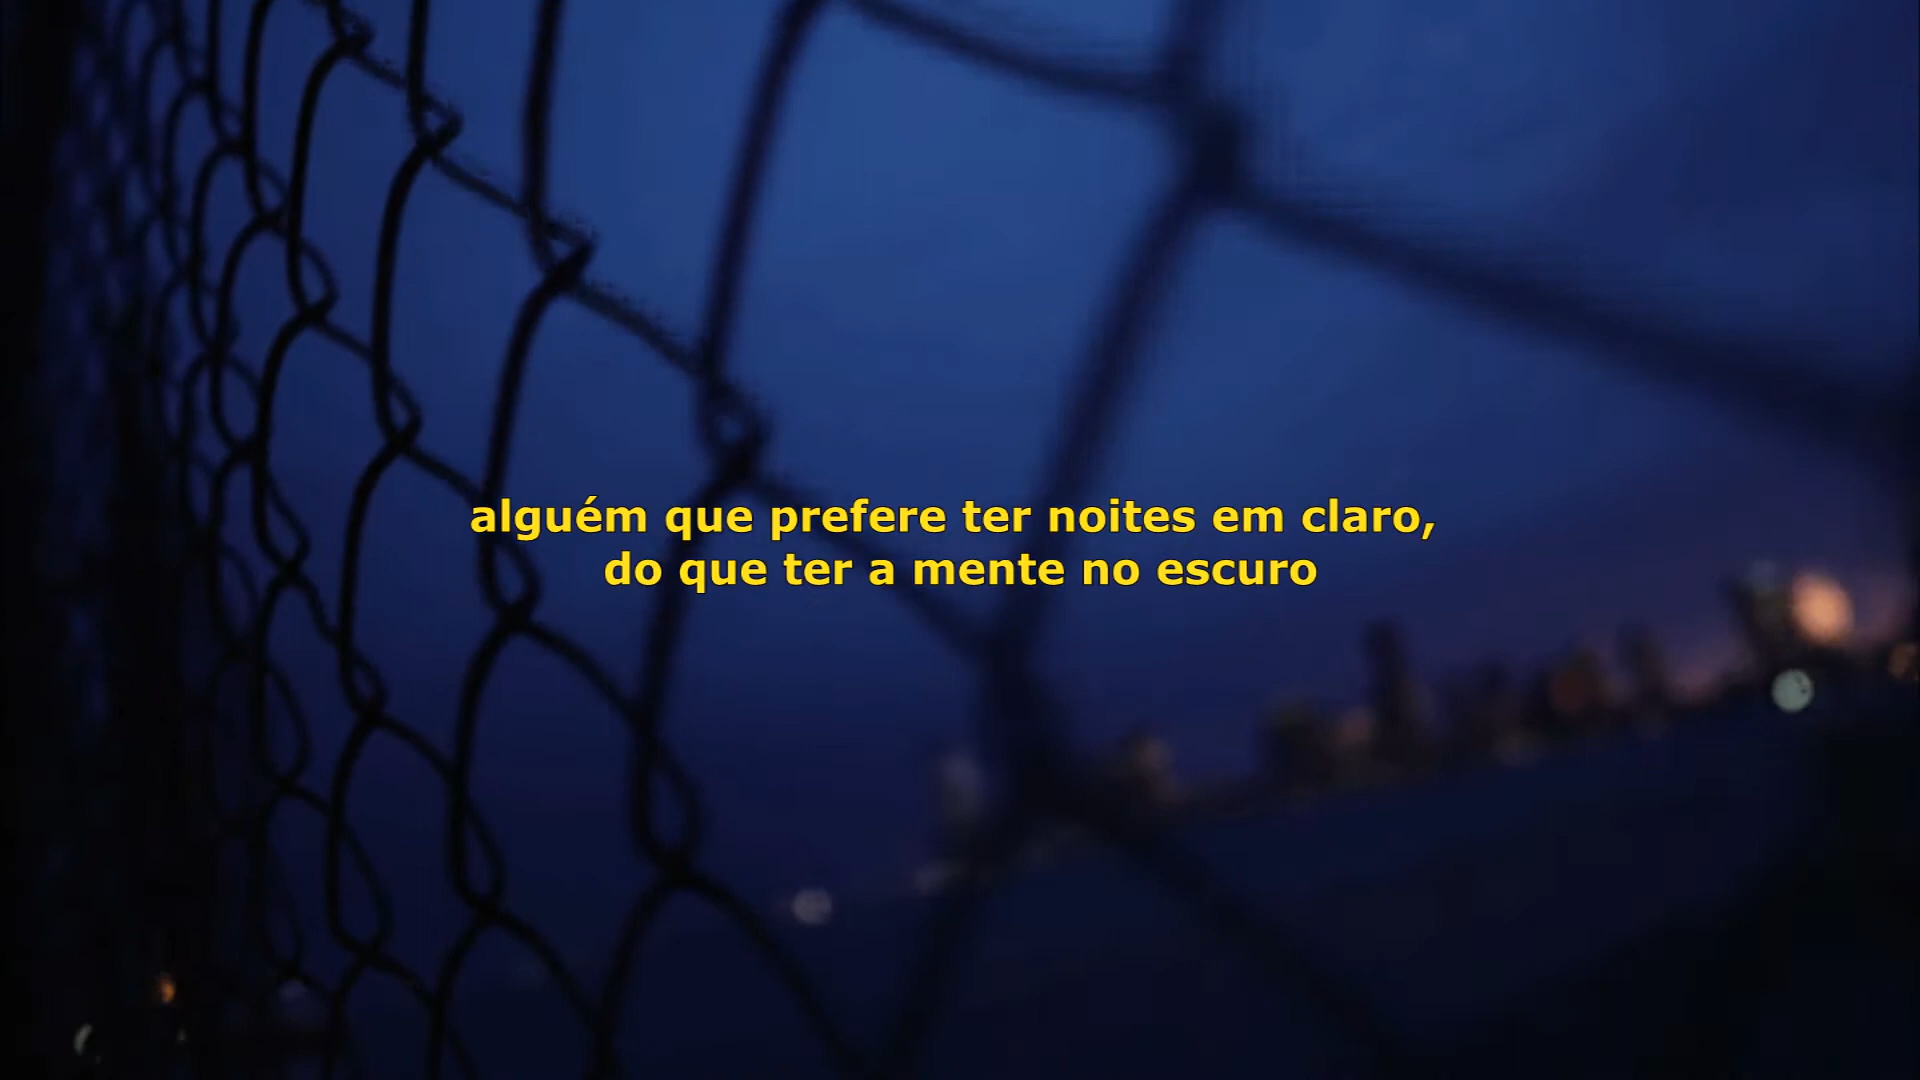 alguém que prefere ter noites em claro,
do que ter a mente no escuro